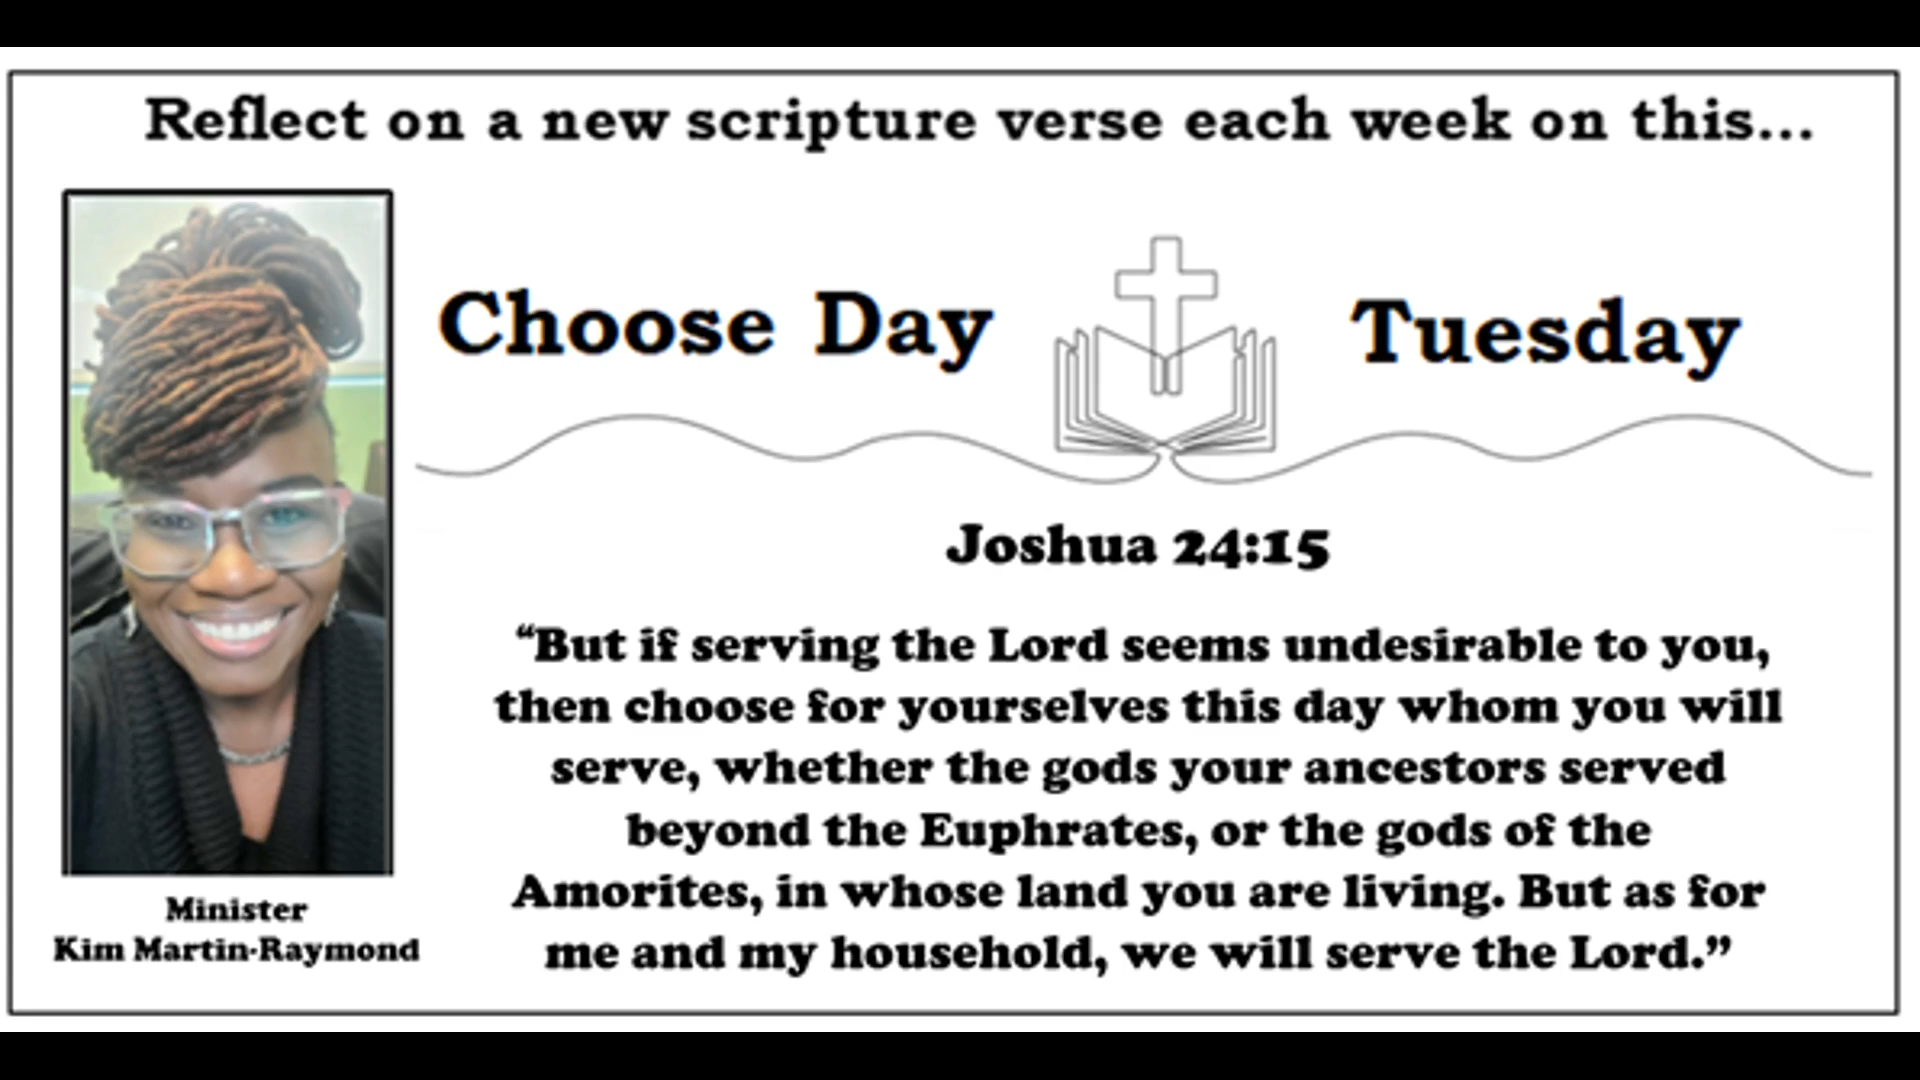 Reflect on a new scripture verse each week on this...
Choose Day Tuesday
Joshua 24:15
“But if serving the Lord seems undesirable to you,
then choose for yourselves this day whom you will
serve, whether the gods your ancestors served
beyond the Euphrates, or the gods of the
Amorites, in whose land you are living. But as for
me and my household, we will serve the Lord.”
Minister
Kim Martin-Raymond